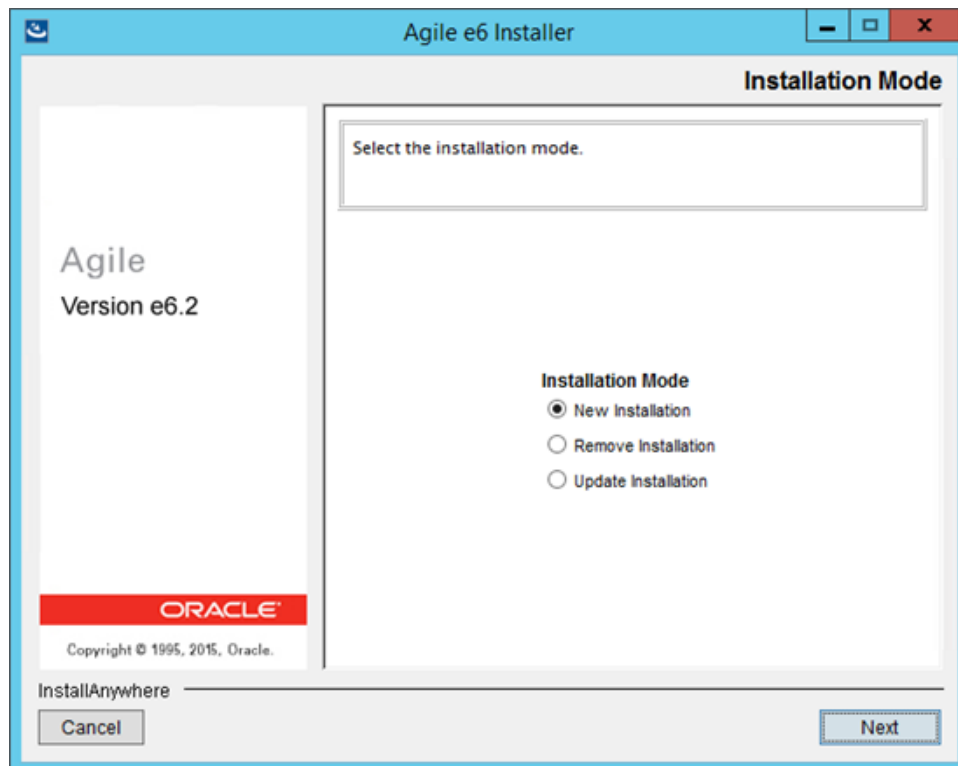 Agile e6 Installer
Installation Mode
Select the installation mode.
Agile
Version e6.2
Installation Mode
New Installation
Remove Installation
Update Installation
ORACLE
Copyright © 1995, 2015, Oracle.
InstallAnywhere
Cancel
Next